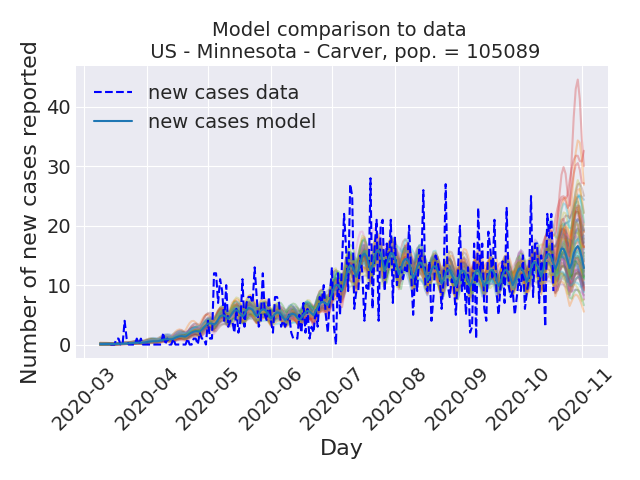 Model comparison to data
US - Minnesota - Carver, pop. = 105089
Number of new cases reported
new cases data
new cases model
40
30
20
10
0
2020-03
2020-04
2020-05
2020-06
2020-07
2020-08
2020-09
2020-10
2020-11
Day